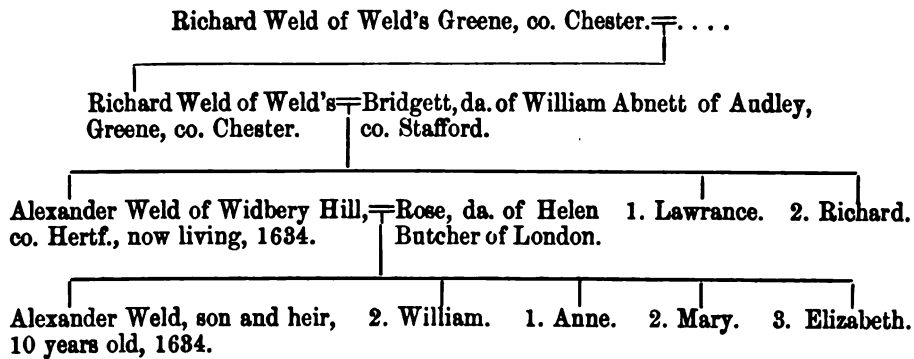 Richard Weld of Weld's Greene, co. Chester.=. . . .
Richard Weld of Weld's=Bridgett, da. of William Abnett of Audley,
Greene, co. Chester. co. Stafford.
Alexander Weld of Widbery Hill,=Rose, da. of Helen 1. Lawrance. 2. Richard.
co. Hertf., now living, 1634. Butcher of London.
Alexander Weld, son and heir, 2. William. 1. Anne. 2. Mary. 3. Elizabeth.
10 years old, 1634.